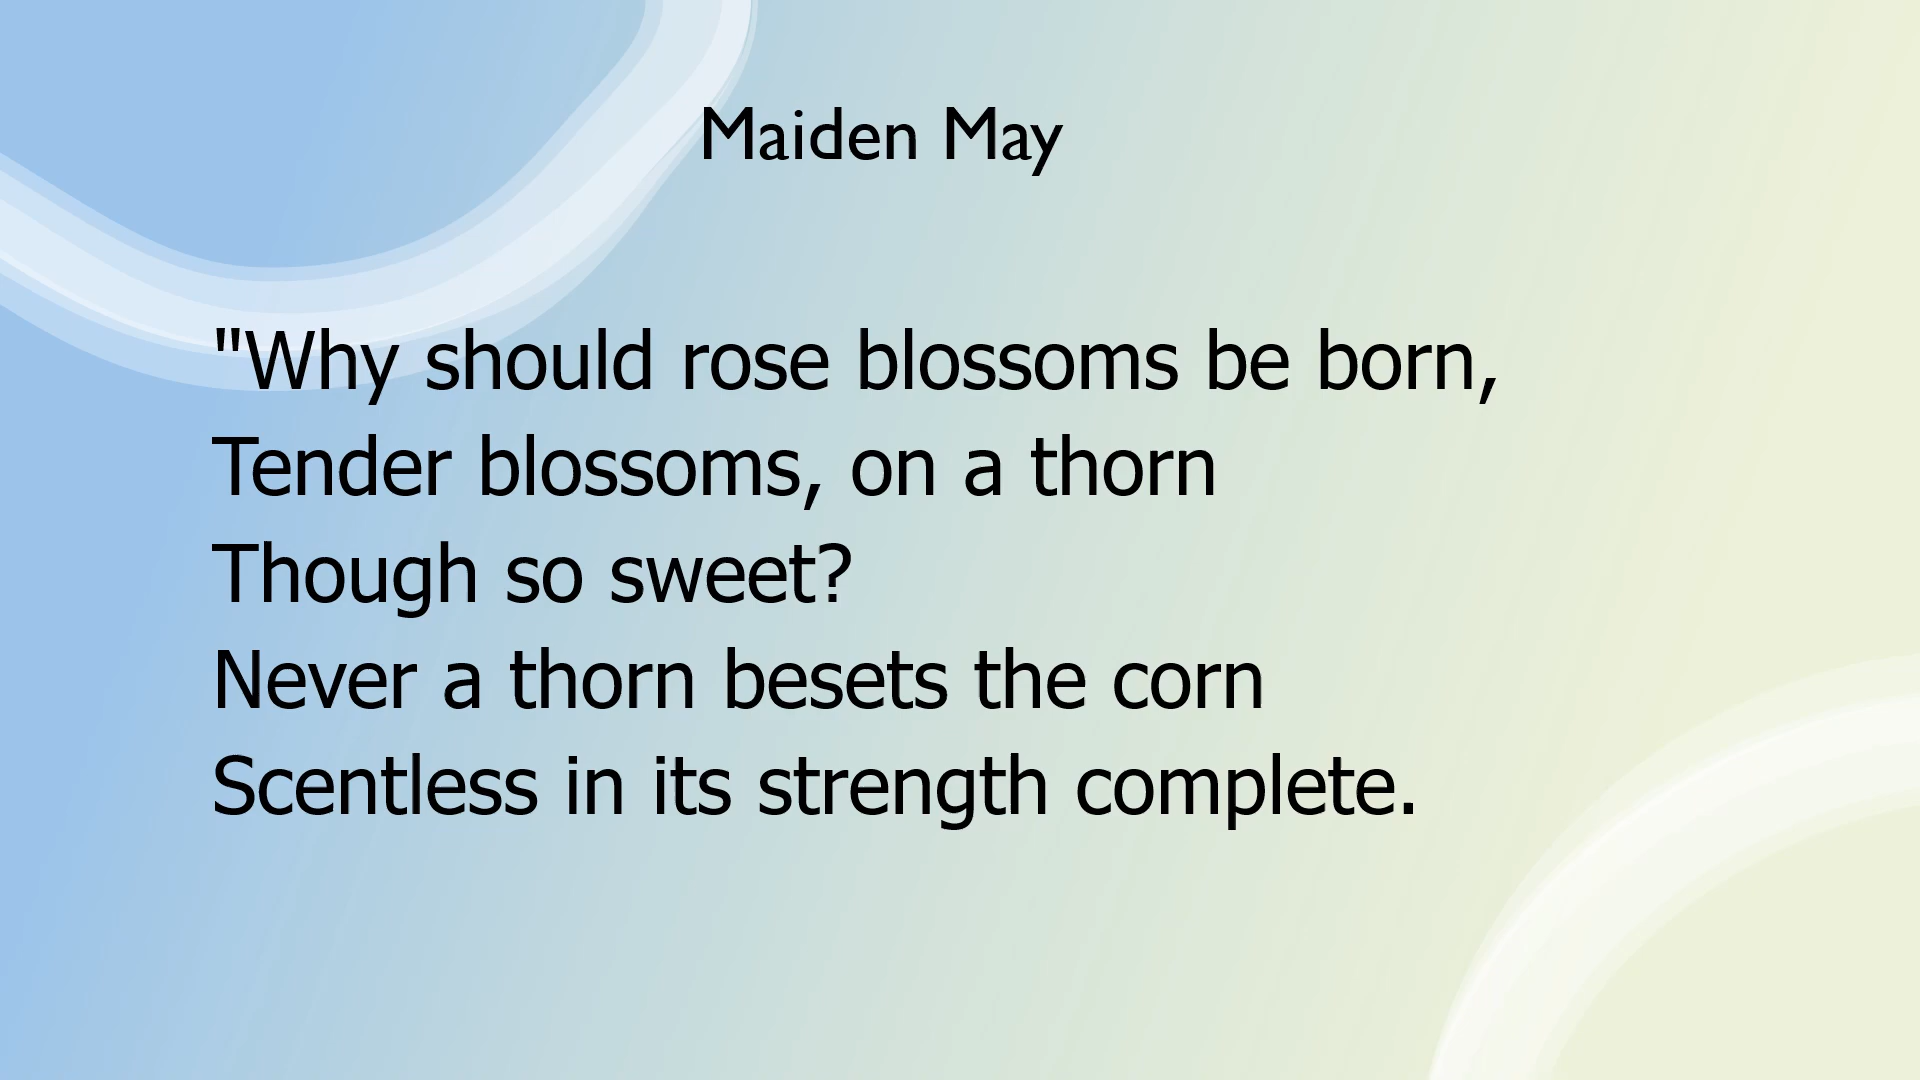 Maiden May
"Why should rose blossoms be born,
Tender blossoms, on a thorn
Though so sweet?
Never a thorn besets the corn
Scentless in its strength complete.